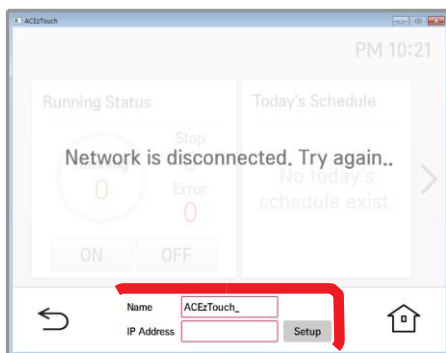 ACEzTouch
PM 10:21
Running Status
Today's Schedule
Stop
Network is disconnected. Try again..
Running
0
Error
0
No today's
schedule exist.
ON OFF
Name ACEzTouch_
IP Address Setup